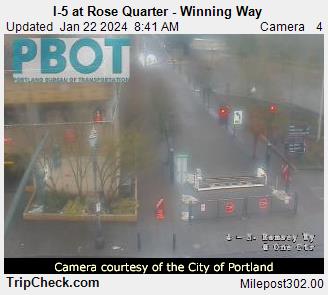 I-5 at Rose Quarter - Winning Way
Updated Jan 22 2024 8:41 AM Camera 4
PBOT
PORTLAND BUREAU OF TRANSPORTATION
Camera courtesy of the City of Portland
TripCheck.com Milepost302.00